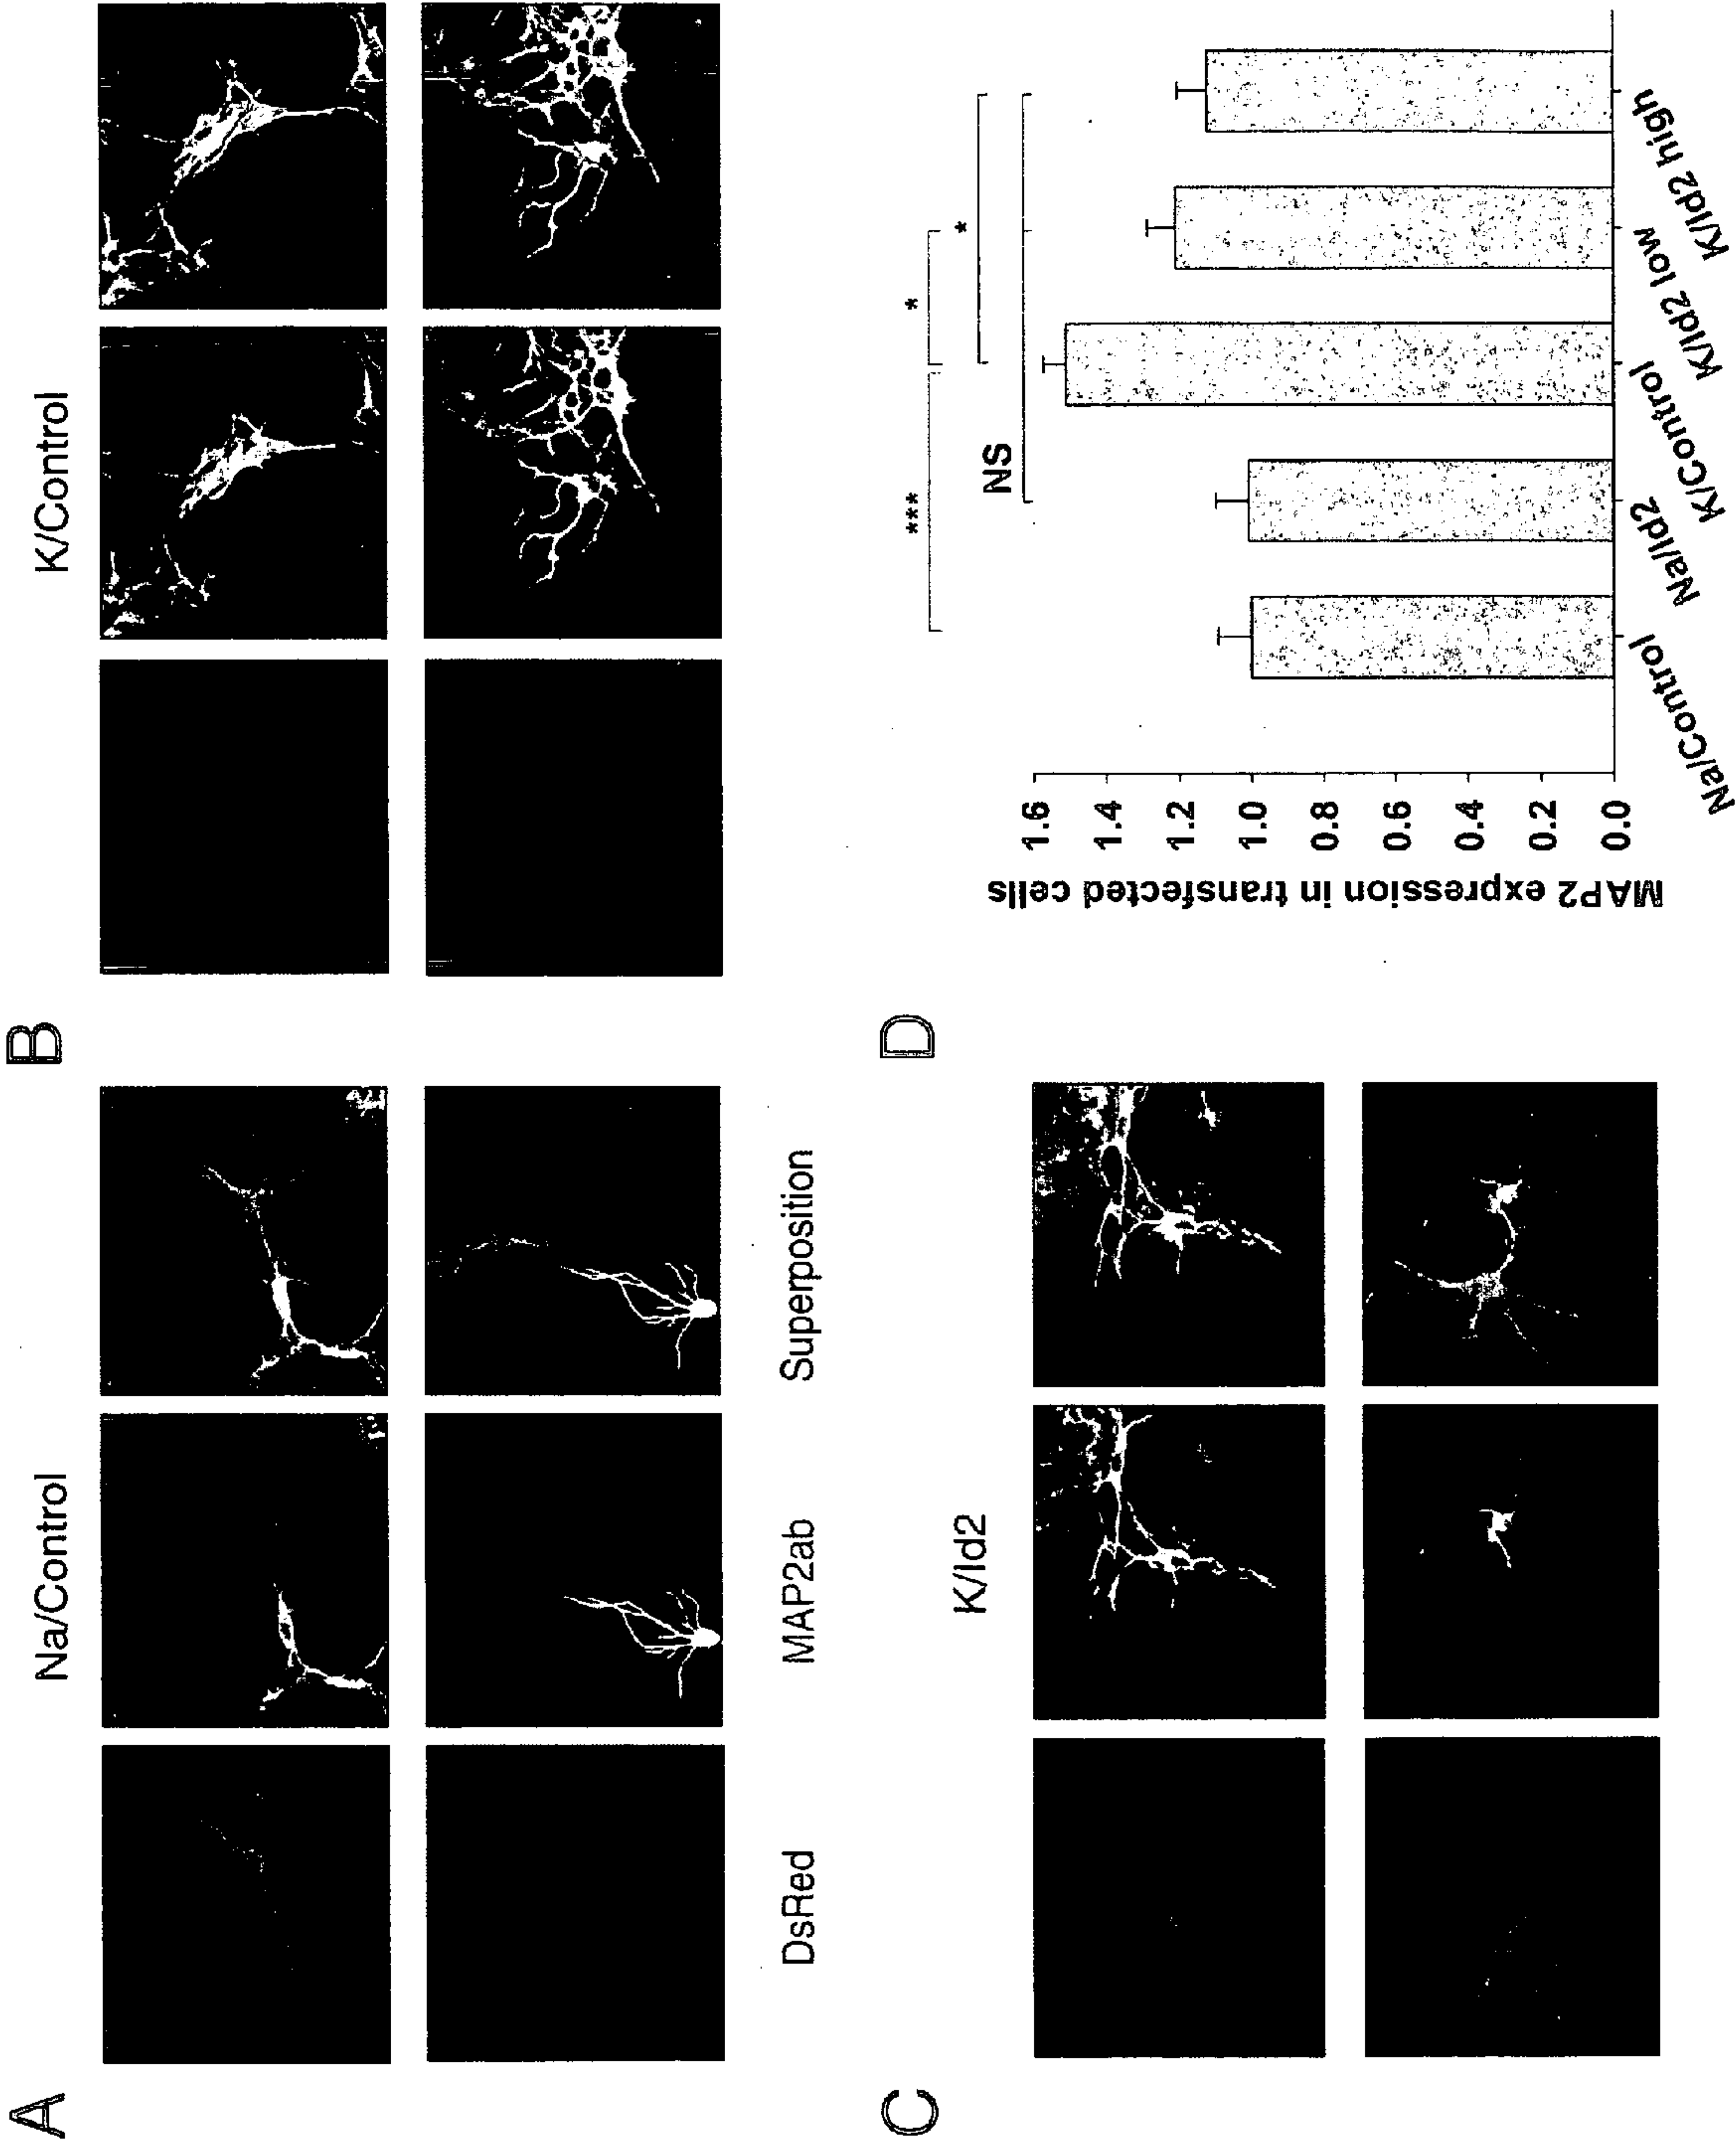 A
Na/Control
DsRed
MAP2ab
Superposition
B
K/Control
C
K/Id2
D
MAP2 expression in transfected cells
1.6
1.4
1.2
1.0
0.8
0.6
0.4
0.2
0.0
***
*
*
NS
Na/Control
Na/Id2
K/Control
K/Id2 low
K/Id2 high